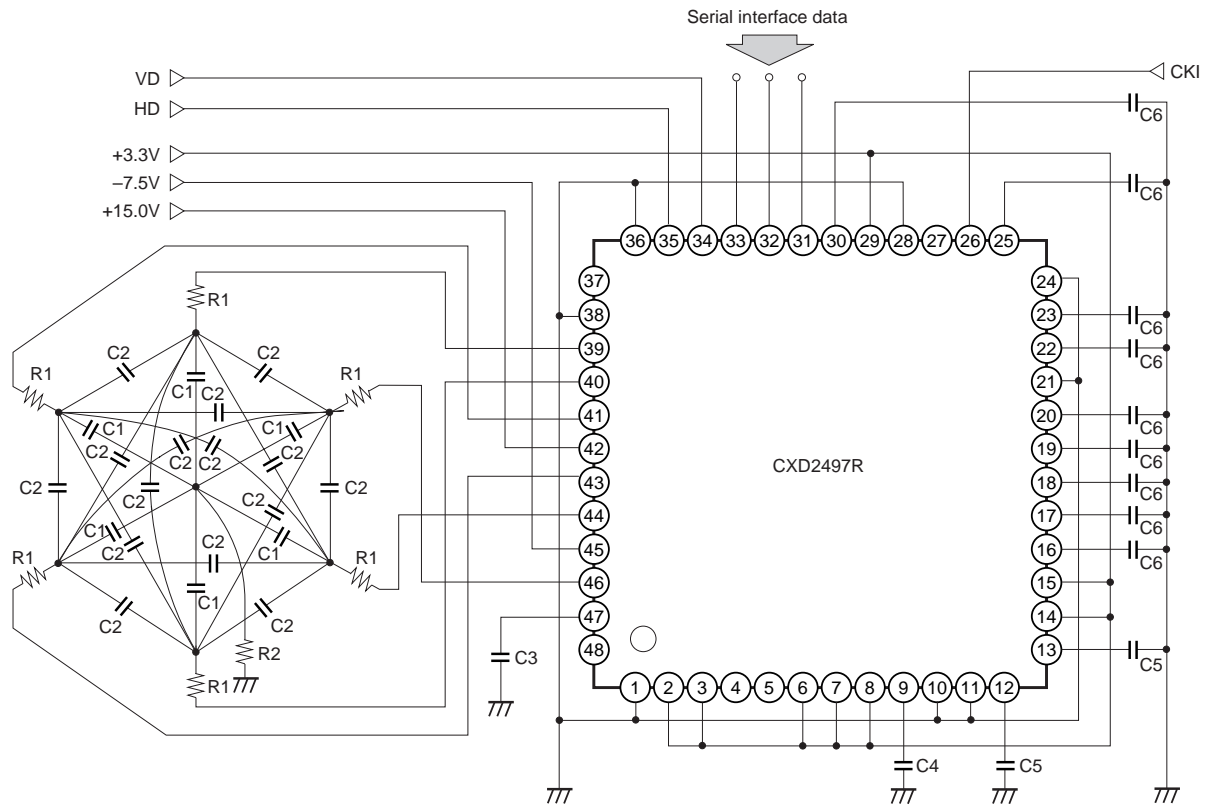 Serial interface data
VD
CKI
HD
C6
+3.3V
–7.5V
C6
+15.0V
36 35 34 33 32 31 30 29 28 27 26 25
37 24
R1
38 23
C6
39 22
C2 C2
R1 R1
C6
C1 C2
40 21
C2
41 20
C1 C1
C6
C2 C2
42 19
C2 C2
CXD2497R
C6
43 18
C2 C2 C2
C2
C6
44 17
C1 C2
C6
R1 C2 C1 R1
C2
45 16
C6
46 15
C1
C2 C2
47 14
R2
C3
48 13
C5
R1
1 2 3 4 5 6 7 8 9 10 11 12
C4 C5